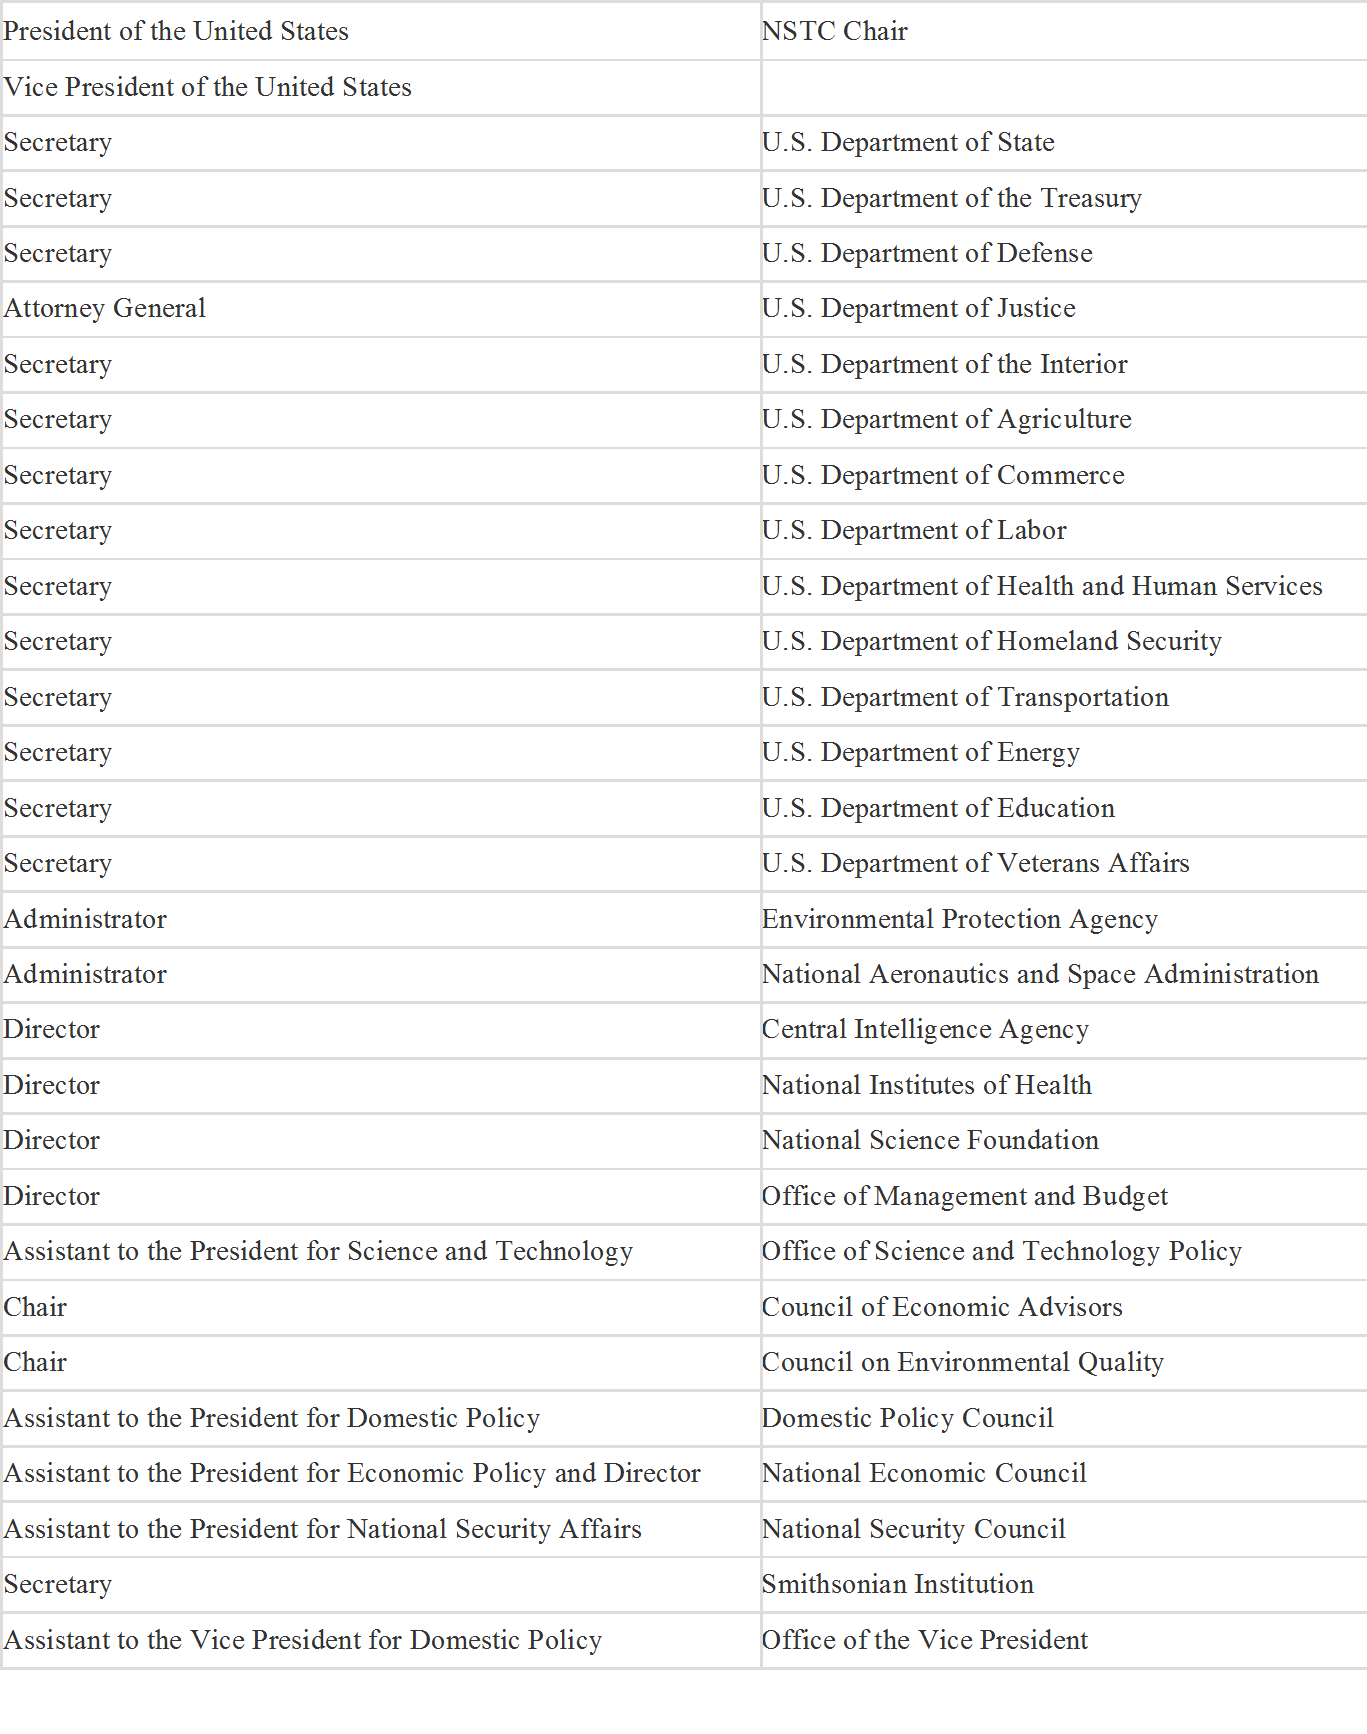 President of the United States NSTC Chair
Vice President of the United States
Secretary U.S. Department of State
Secretary U.S. Department of the Treasury
Secretary U.S. Department of Defense
Attorney General U.S. Department of Justice
Secretary U.S. Department of the Interior
Secretary U.S. Department of Agriculture
Secretary U.S. Department of Commerce
Secretary U.S. Department of Labor
Secretary U.S. Department of Health and Human Services
Secretary U.S. Department of Homeland Security
Secretary U.S. Department of Transportation
Secretary U.S. Department of Energy
Secretary U.S. Department of Education
Secretary U.S. Department of Veterans Affairs
Administrator Environmental Protection Agency
Administrator National Aeronautics and Space Administration
Director Central Intelligence Agency
Director National Institutes of Health
Director National Science Foundation
Director Office of Management and Budget
Assistant to the President for Science and Technology Office of Science and Technology Policy
Chair Council of Economic Advisors
Chair Council on Environmental Quality
Assistant to the President for Domestic Policy Domestic Policy Council
Assistant to the President for Economic Policy and Director National Economic Council
Assistant to the President for National Security Affairs National Security Council
Secretary Smithsonian Institution
Assistant to the Vice President for Domestic Policy Office of the Vice President